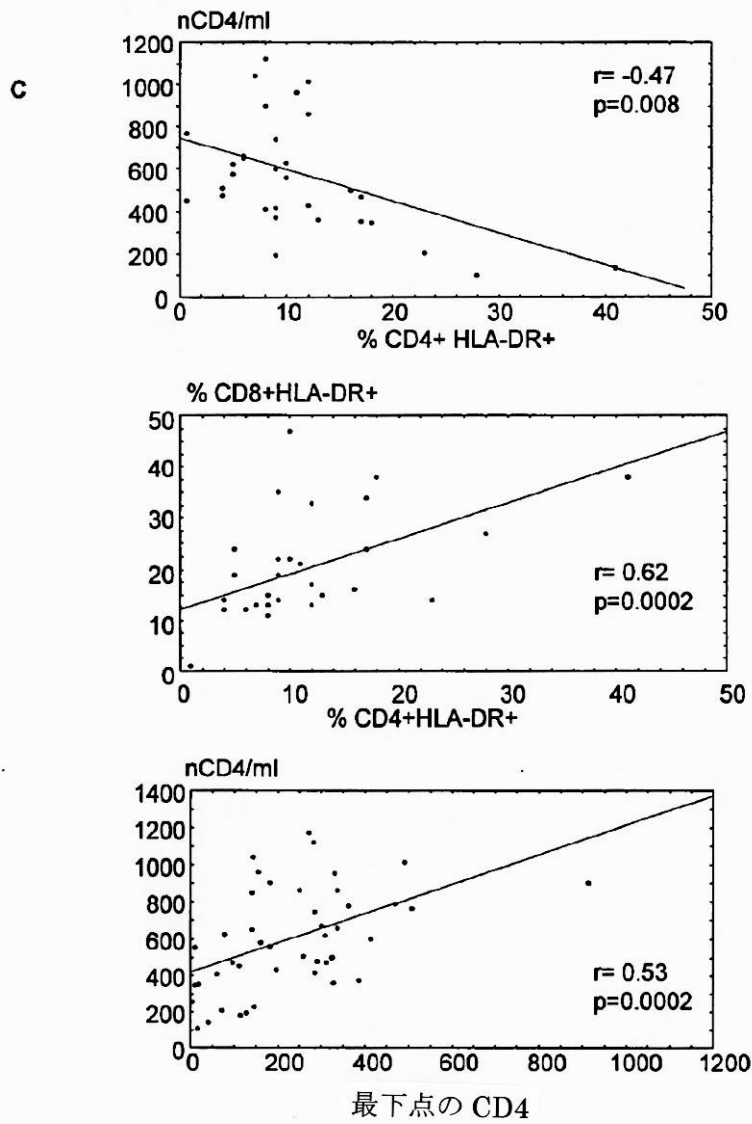 C
nCD4/ml
1200
1000
800
600
400
200
0
r= -0.47
p=0.008
0 10 20 30 40 50
% CD4+ HLA-DR+
% CD8+HLA-DR+
50
40
30
20
10
0
r= 0.62
p=0.0002
0 10 20 30 40 50
% CD4+HLA-DR+
nCD4/ml
1400
1200
1000
800
600
400
200
0
r= 0.53
p=0.0002
0 200 400 600 800 1000 1200
最下点の CD4